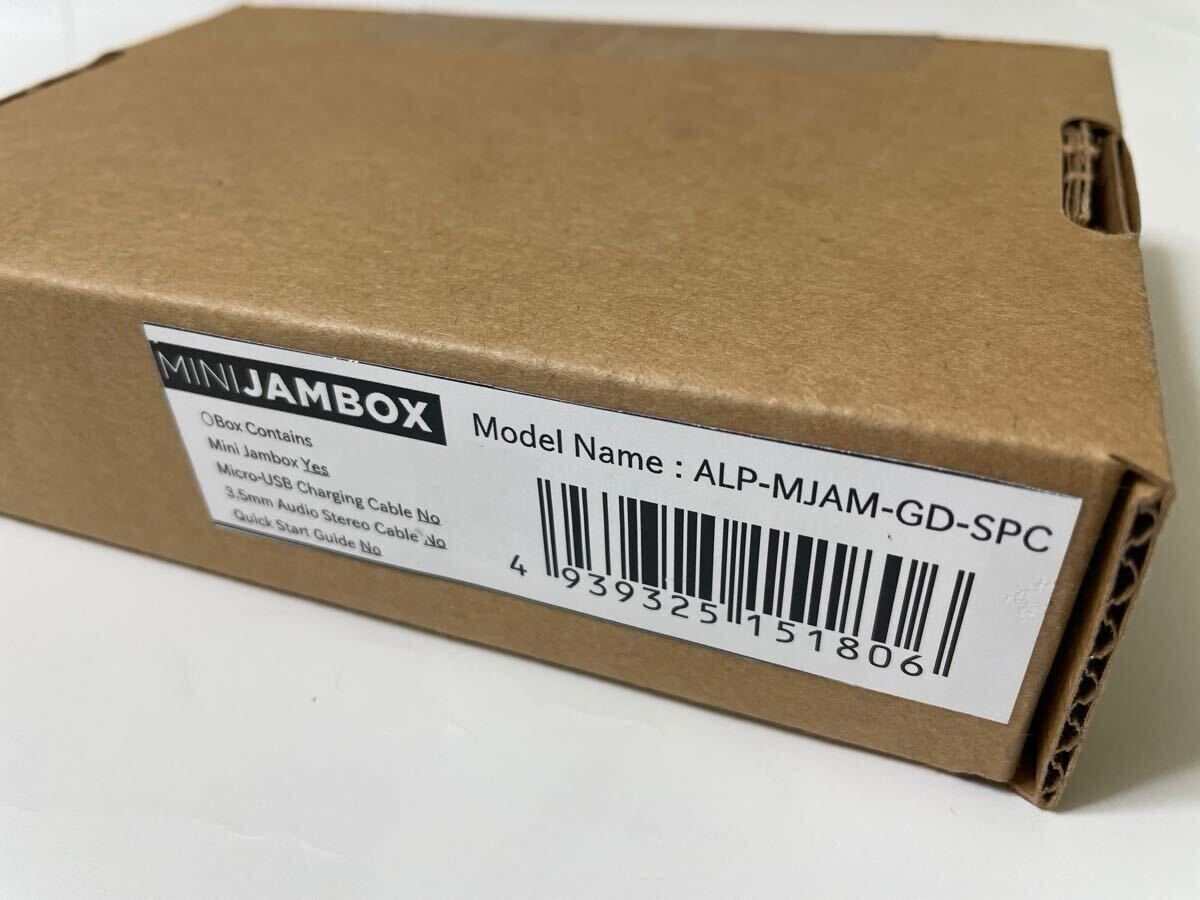 MINIJAMBOX
○Box Contains
Mini Jambox Yes
Micro-USB Charging Cable No
3.5mm Audio Stereo Cable No
Quick Start Guide No
Model Name : ALP-MJAM-GD-SPC
4 939325 151806